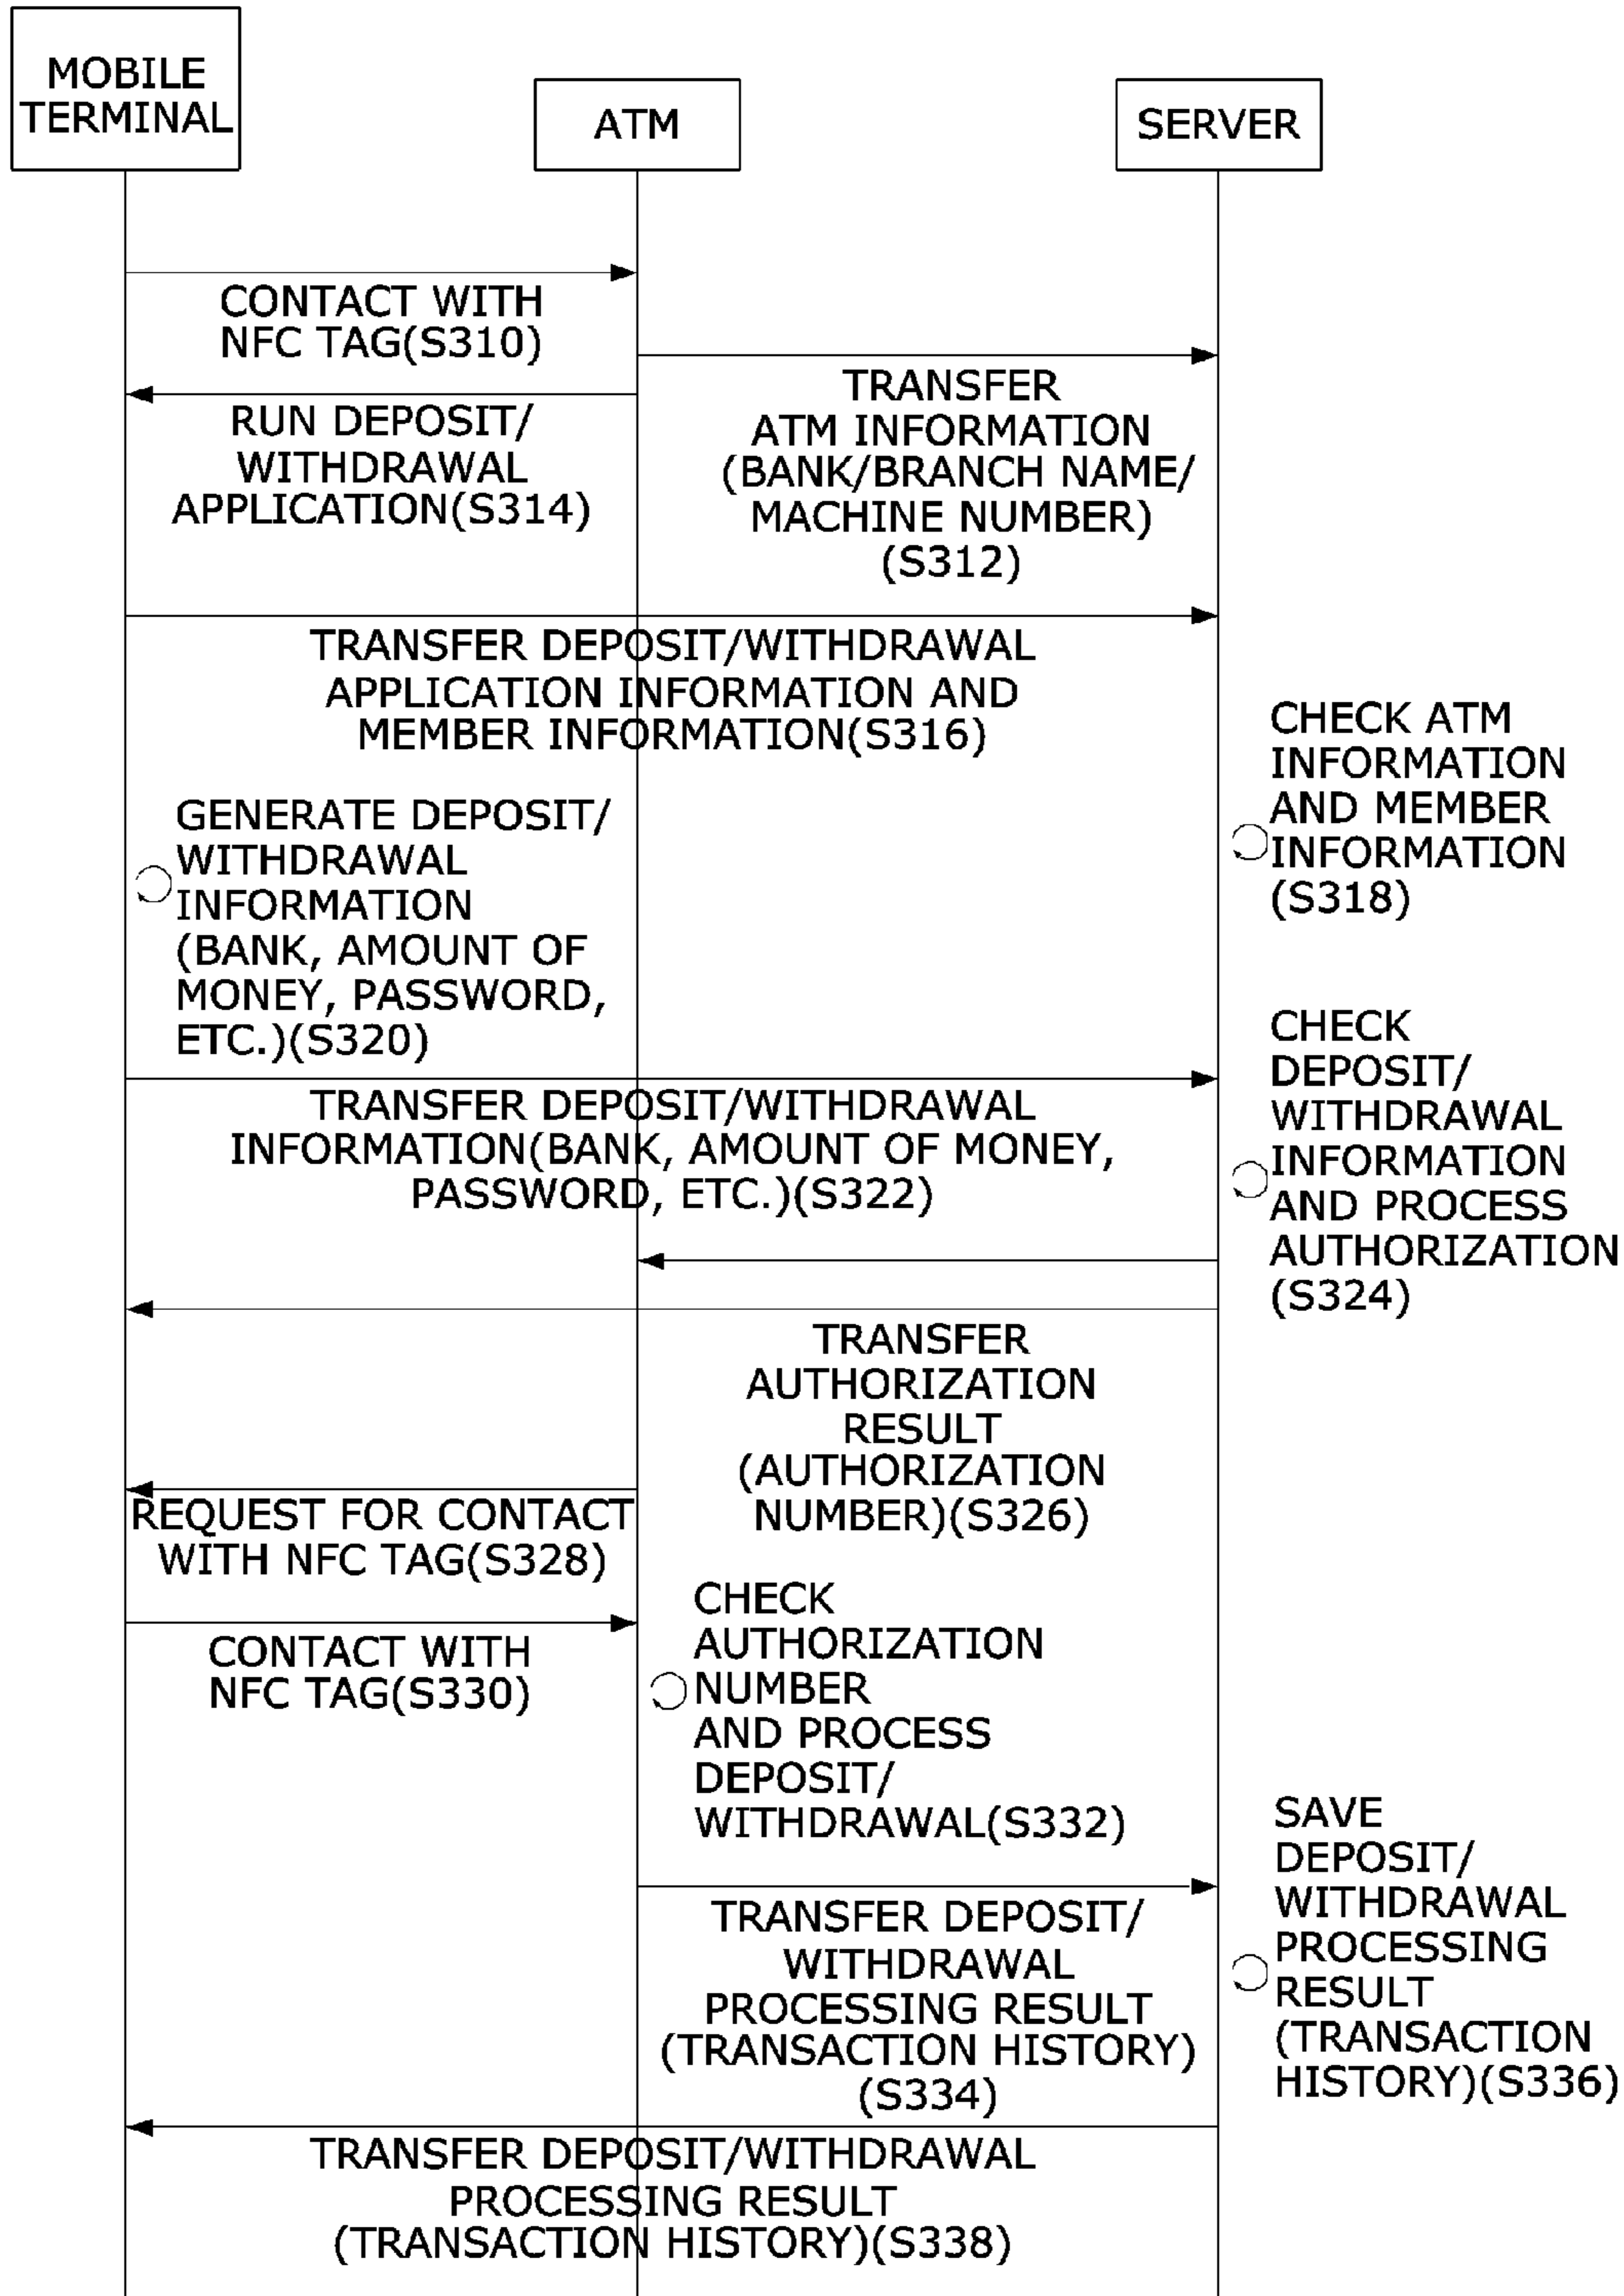 MOBILE
TERMINAL
ATM
SERVER
CONTACT WITH
NFC TAG(S310)
TRANSFER
ATM INFORMATION
(BANK/BRANCH NAME/
MACHINE NUMBER)
(S312)
RUN DEPOSIT/
WITHDRAWAL
APPLICATION(S314)
TRANSFER DEPOSIT/WITHDRAWAL
APPLICATION INFORMATION AND
MEMBER INFORMATION(S316)
CHECK ATM
INFORMATION
AND MEMBER
INFORMATION
(S318)
GENERATE DEPOSIT/
WITHDRAWAL
INFORMATION
(BANK, AMOUNT OF
MONEY, PASSWORD,
ETC.)(S320)
TRANSFER DEPOSIT/WITHDRAWAL
INFORMATION(BANK, AMOUNT OF MONEY,
PASSWORD, ETC.)(S322)
CHECK
DEPOSIT/
WITHDRAWAL
INFORMATION
AND PROCESS
AUTHORIZATION
(S324)
TRANSFER
AUTHORIZATION
RESULT
(AUTHORIZATION
NUMBER)(S326)
REQUEST FOR CONTACT
WITH NFC TAG(S328)
CONTACT WITH
NFC TAG(S330)
CHECK
AUTHORIZATION
NUMBER
AND PROCESS
DEPOSIT/
WITHDRAWAL(S332)
TRANSFER DEPOSIT/
WITHDRAWAL
PROCESSING RESULT
(TRANSACTION HISTORY)
(S334)
SAVE
DEPOSIT/
WITHDRAWAL
PROCESSING
RESULT
(TRANSACTION
HISTORY)(S336)
TRANSFER DEPOSIT/WITHDRAWAL
PROCESSING RESULT
(TRANSACTION HISTORY)(S338)